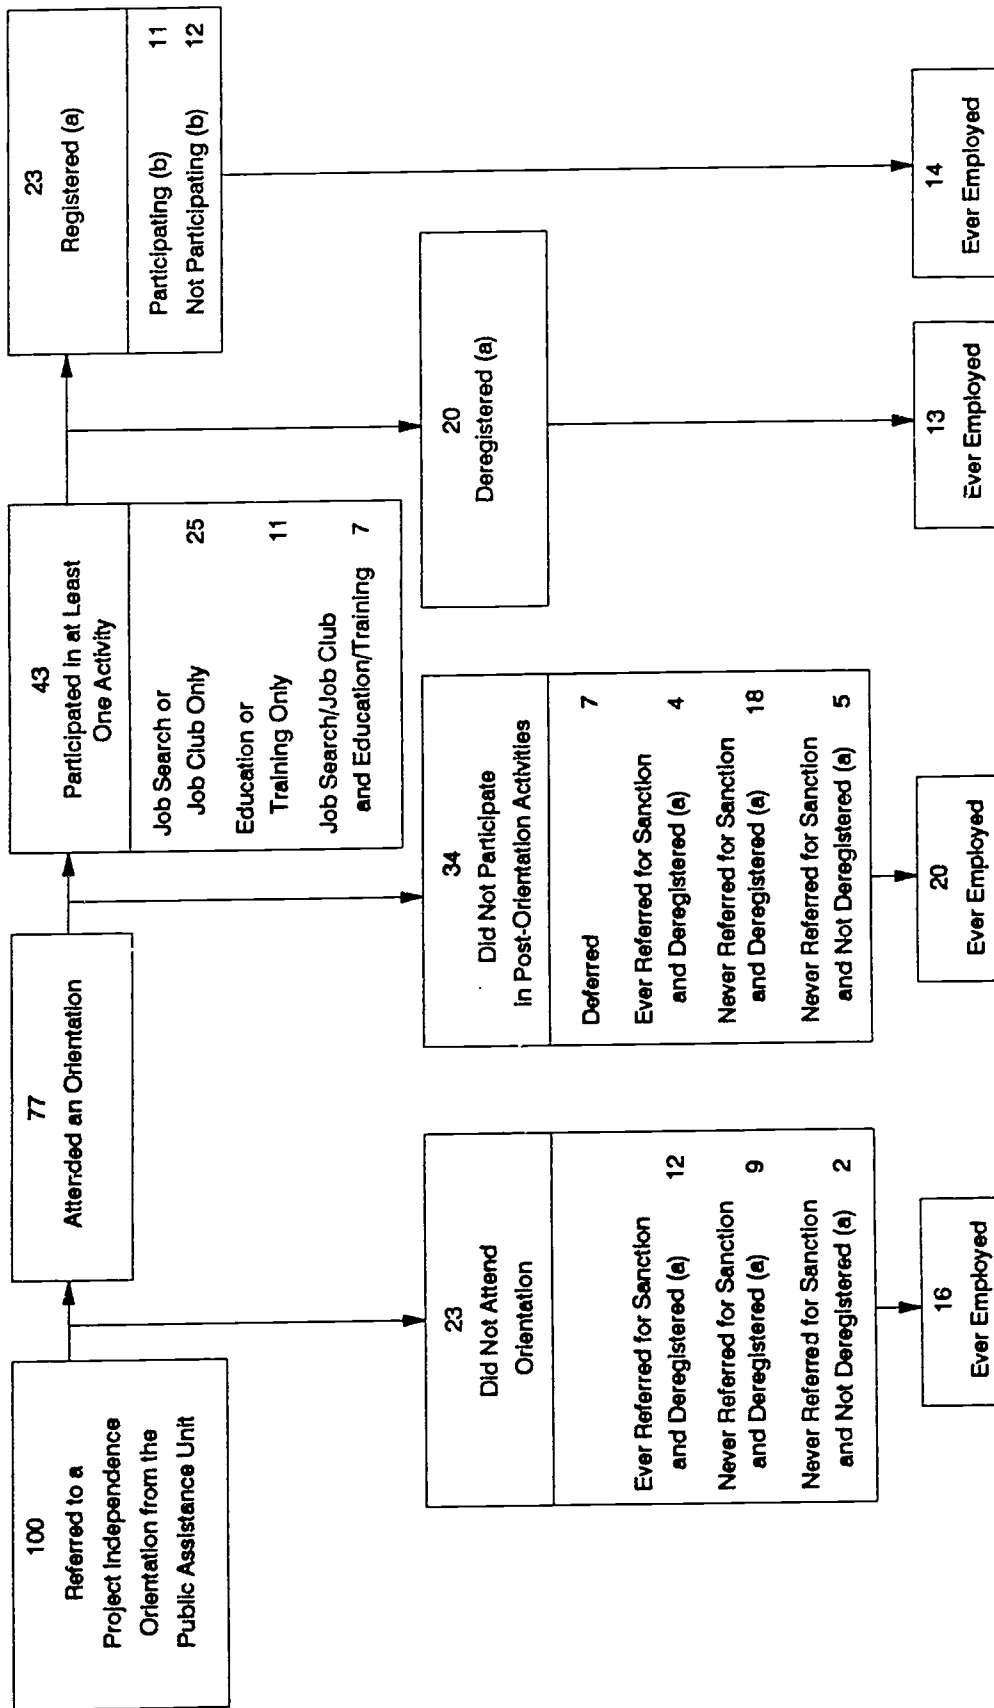 100
Referred to a
Project Independence
Orientation from the
Public Assistance Unit
77
Attended an Orientation
43
Participated in at Least
One Activity
Job Search or
Job Club Only 25
Education or
Training Only 11
Job Search/Job Club
and Education/Training 7
23
Registered (a)
Participating (b) 11
Not Participating (b) 12
23
Did Not Attend
Orientation
Ever Referred for Sanction
and Deregistered (a) 12
Never Referred for Sanction
and Deregistered (a) 9
Never Referred for Sanction
and Not Deregistered (a) 2
34
Did Not Participate
in Post-Orientation Activities
Deferred 7
Ever Referred for Sanction
and Deregistered (a) 4
Never Referred for Sanction
and Deregistered (a) 18
Never Referred for Sanction
and Not Deregistered (a) 5
20
Deregistered (a)
16
Ever Employed
20
Ever Employed
13
Ever Employed
14
Ever Employed